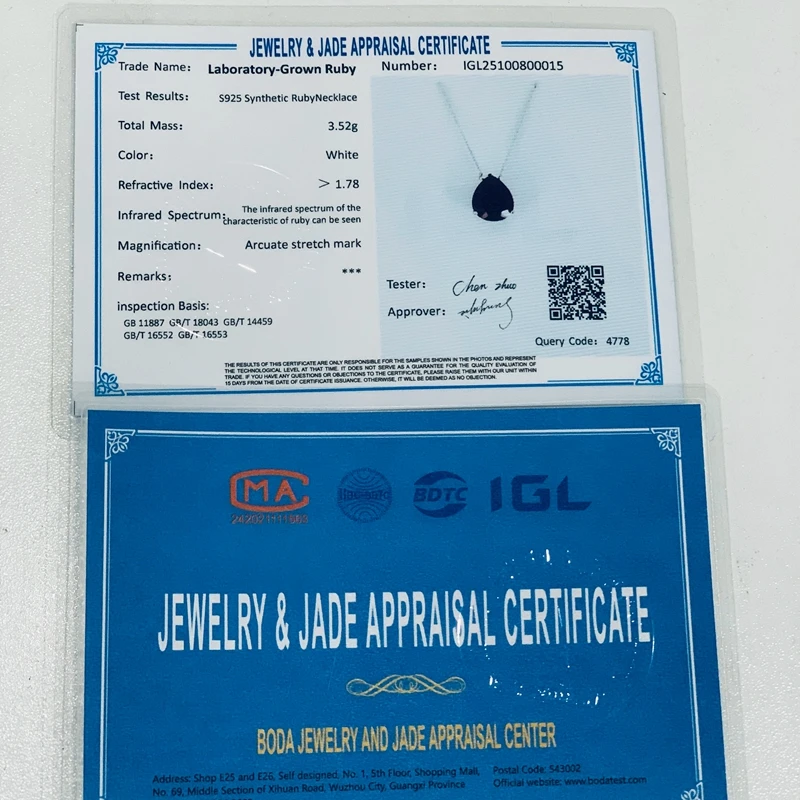 JEWELRY & JADE APPRAISAL CERTIFICATE
Trade Name: Laboratory-Grown Ruby Number: IGL25100800015
Test Results: S925 Synthetic RubyNecklace
Total Mass: 3.52g
Color: White
Refractive Index: > 1.78
Infrared Spectrum: The infrared spectrum of the
characteristic of ruby can be seen
Magnification: Arcuate stretch mark
Remarks: ***
inspection Basis:
GB 11887 GB/T 18043 GB/T 14459
GB/T 16552 GB/T 16553
Tester: Chen zhuo
Approver:
Query Code: 4778
THE RESULTS OF THIS CERTIFICATE ARE ONLY RESPONSIBLE FOR THE SAMPLES SHOWN IN THE PHOTOS AND REPRESENT
THE TECHNOLOGICAL LEVEL AT THAT TIME. IT DOES NOT SERVE AS A GUARANTEE FOR THE QUALITY EVALUATION OF
TRADE. IF YOU HAVE ANY QUESTIONS OR OBJECTIONS TO THE CERTIFICATE, PLEASE RAISE THEM WITH OUR UNIT WITHIN
15 DAYS FROM THE DATE OF CERTIFICATE ISSUANCE. OTHERWISE, IT WILL BE DEEMED AS NO OBJECTION.
CMA BDTC IGL
JEWELRY & JADE APPRAISAL CERTIFICATE
BODA JEWELRY AND JADE APPRAISAL CENTER
Address: Shop E25 and E26, Self designed, No. 1, 5th Floor, Shopping Mall, Postal Code: 543002
No. 69, Middle Section of Xihuan Road, Wuzhou City, Guangxi Province Official website: www.bodatest.com